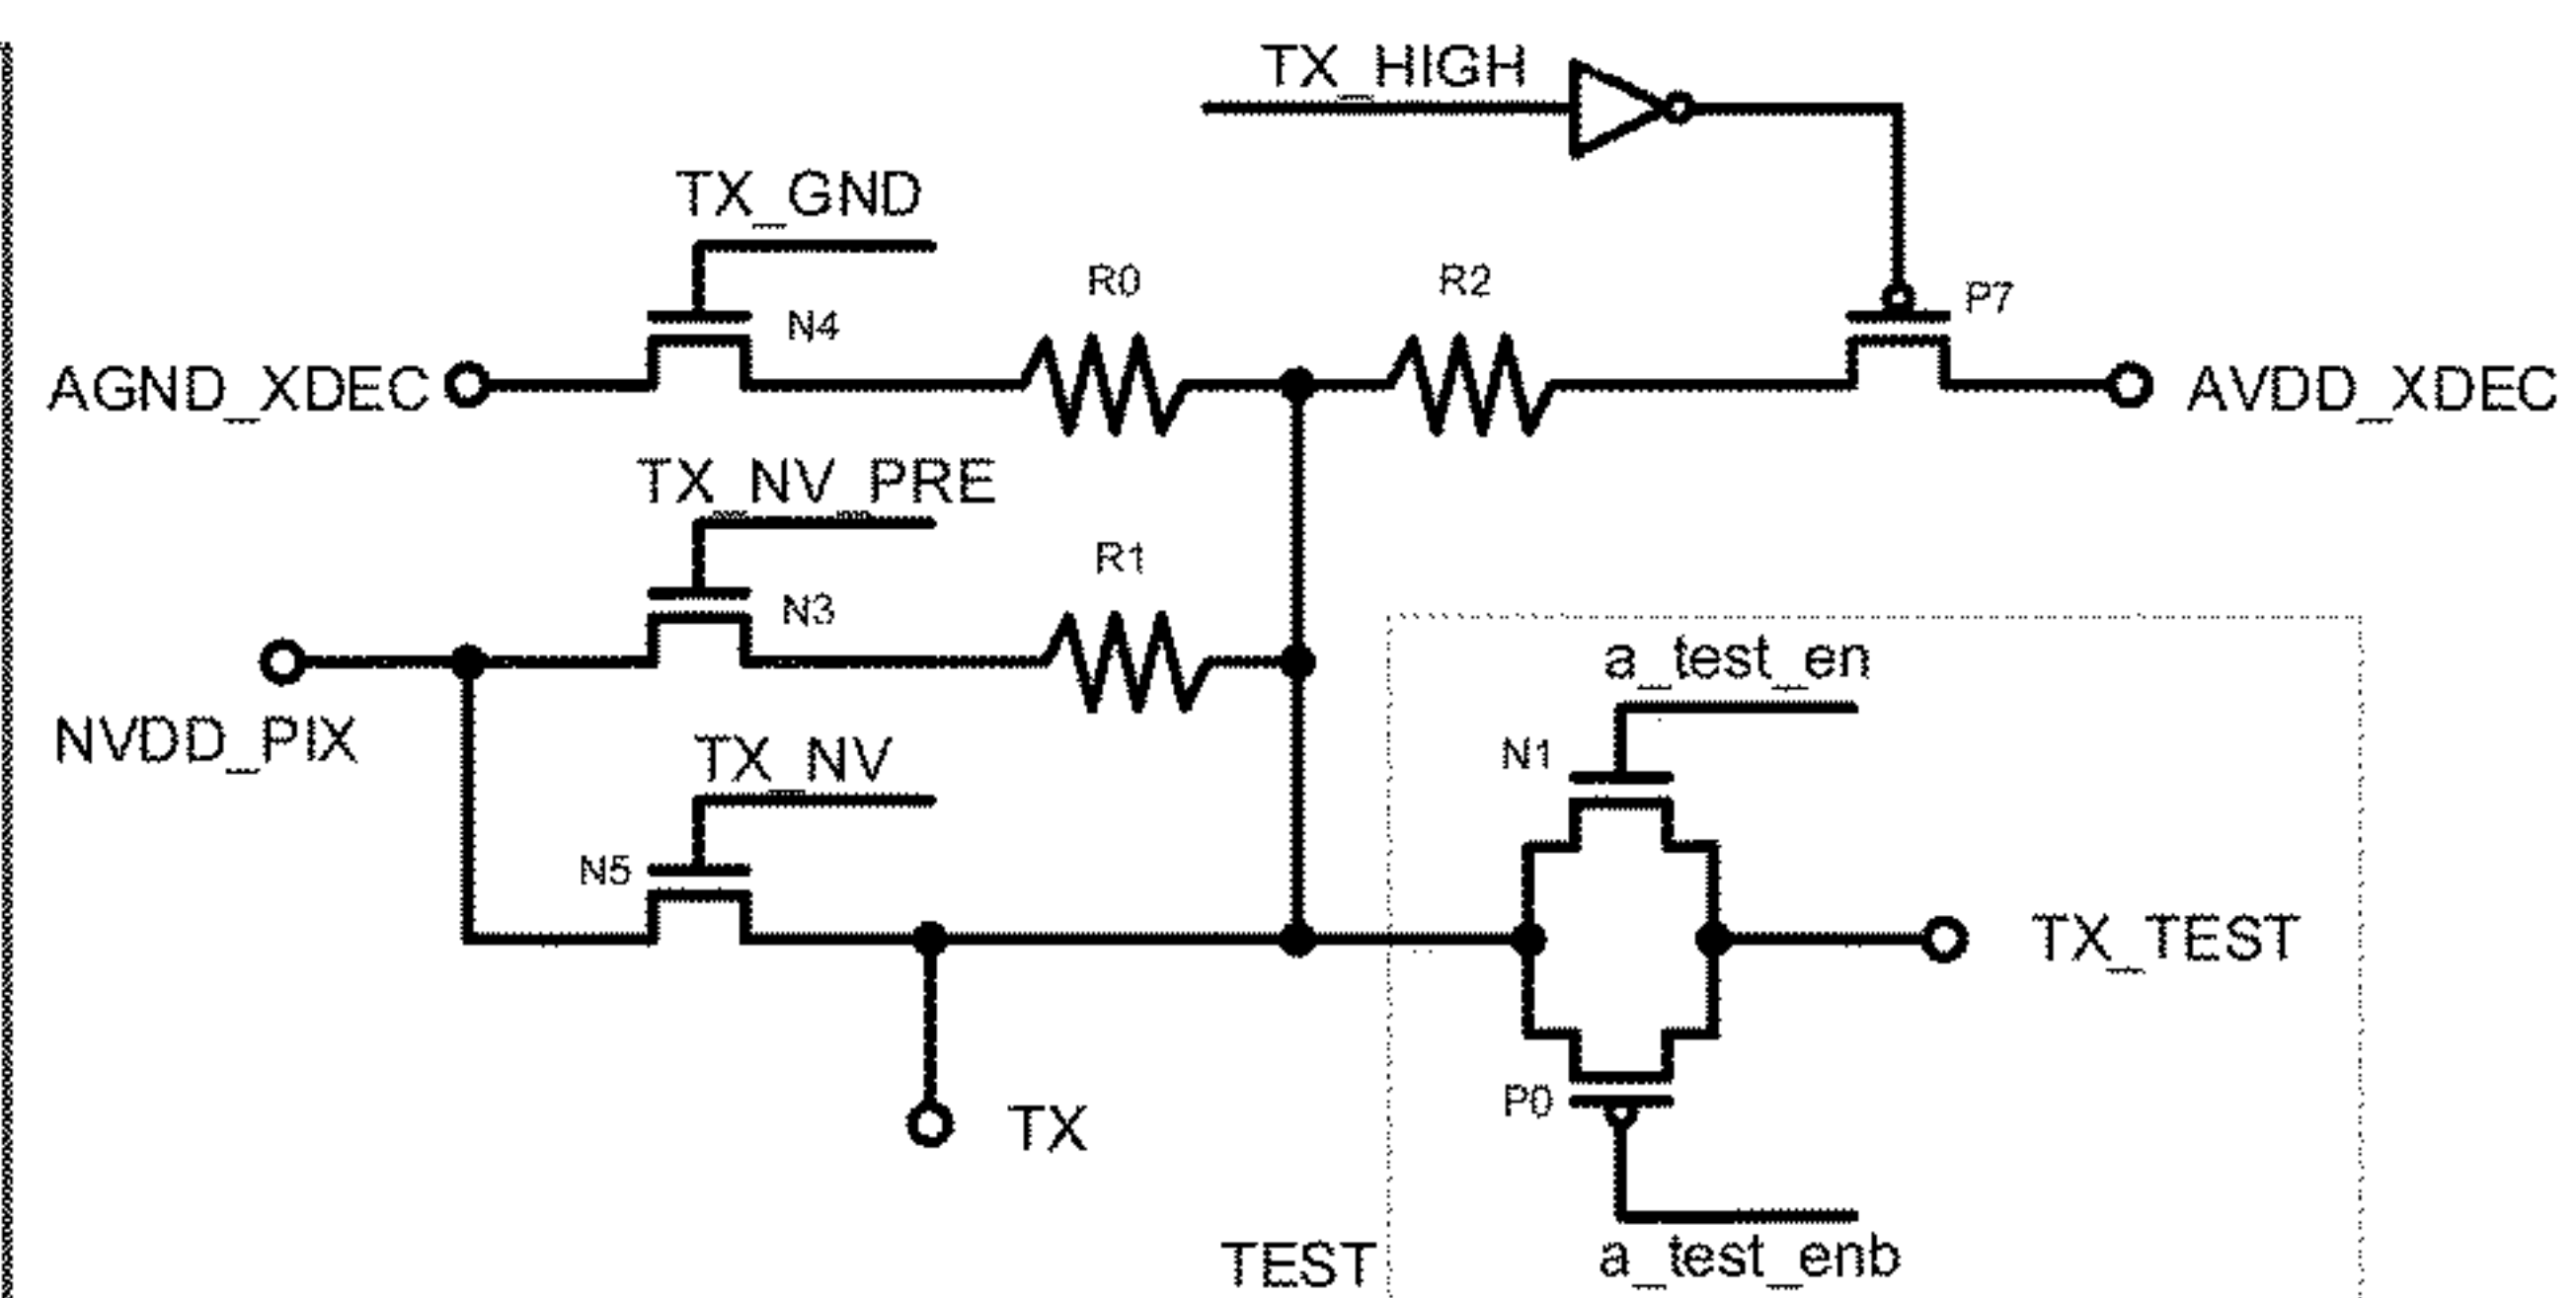 TX_HIGH
TX_GND
R0
R2
P7
N4
AGND_XDEC
AVDD_XDEC
TX_NV_PRE
R1
N3
a_test_en
NVDD_PIX
TX_NV
N1
N5
TX_TEST
P0
TX
TEST
a_test_enb